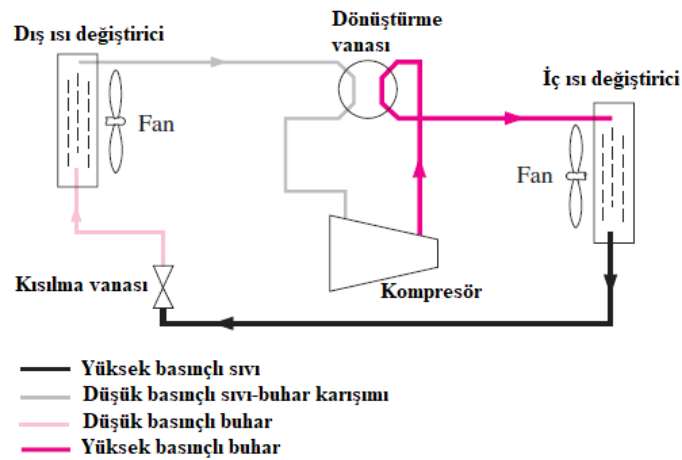 Dış ısı değiştirici
Dönüştürme
vanası
İç ısı değiştirici
Fan
Fan
Kısılma vanası
Kompresör
Yüksek basınçlı sıvı
Düşük basınçlı sıvı-buhar karışımı
Düşük basınçlı buhar
Yüksek basınçlı buhar